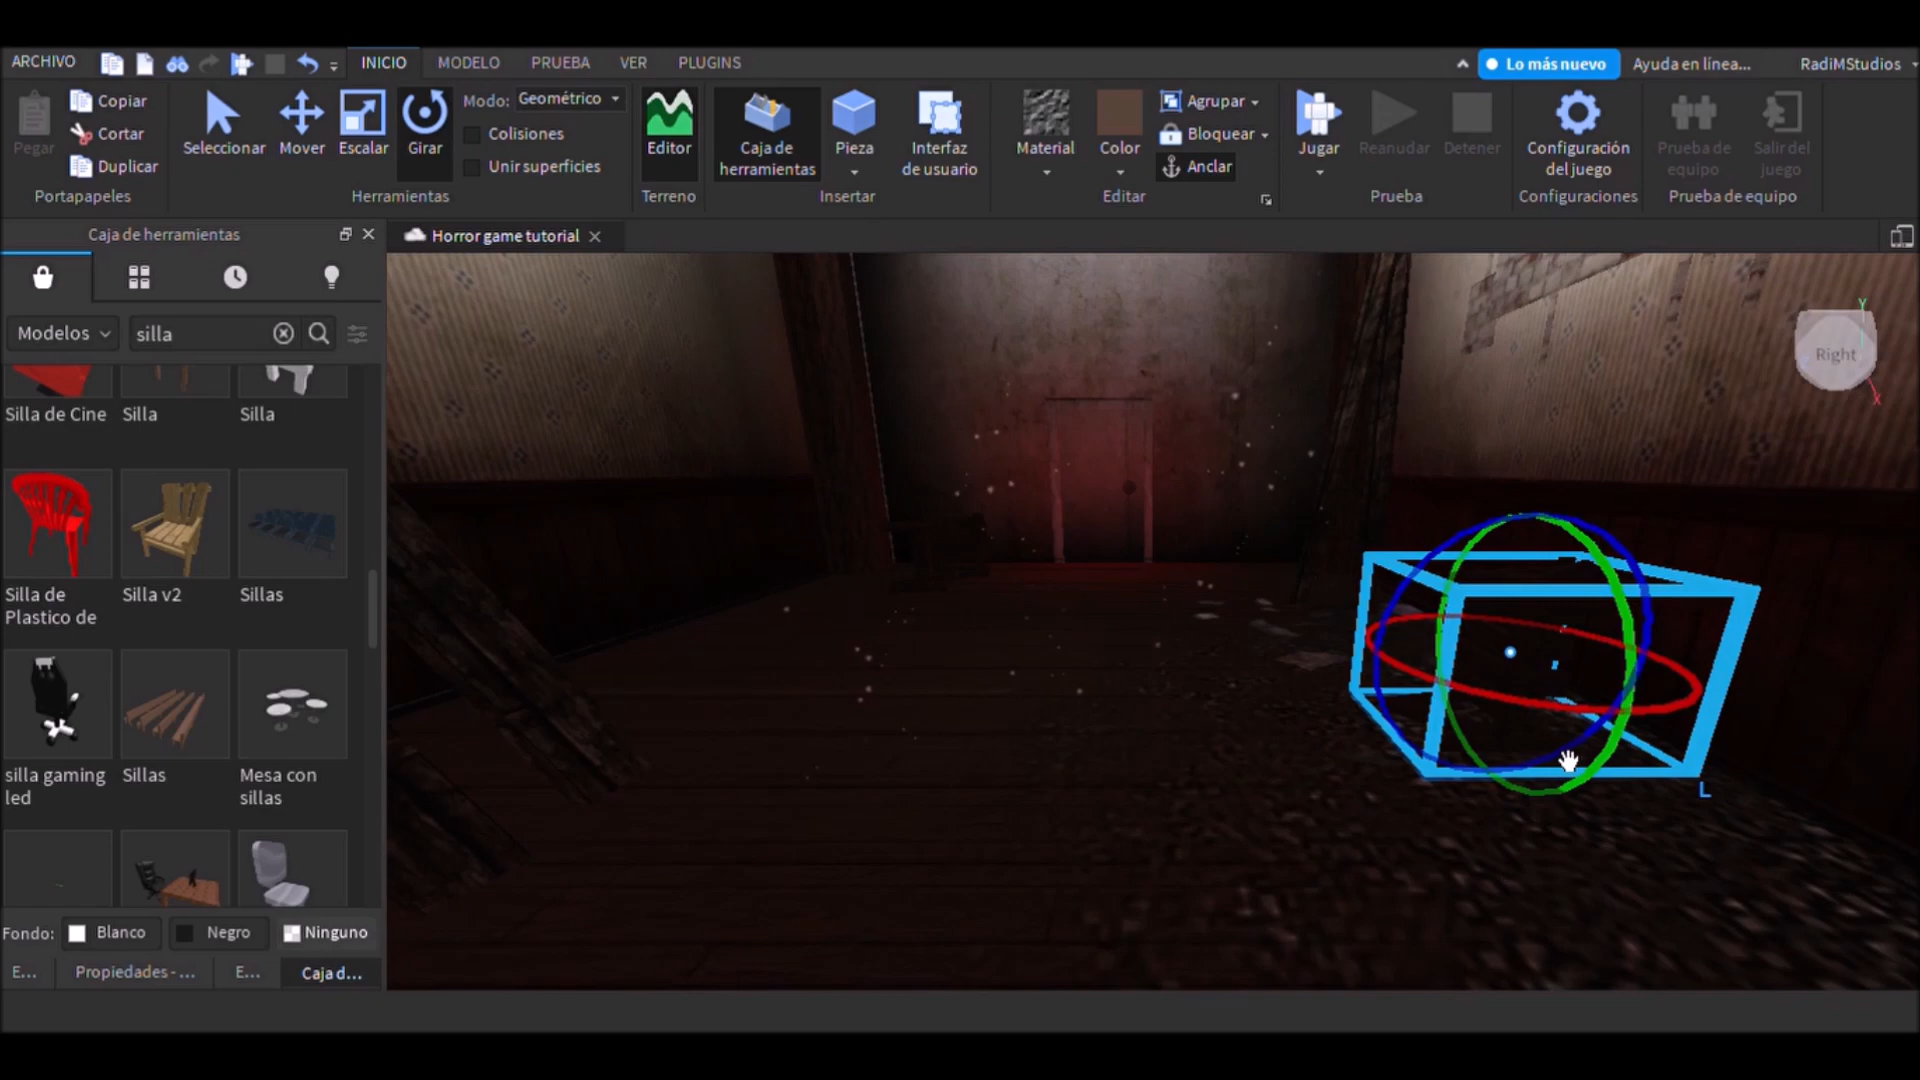 ARCHIVO INICIO MODELO PRUEBA VER PLUGINS Lo más nuevo Ayuda en línea... RadiMStudios
Pegar
Copiar
Cortar
Duplicar
Portapapeles
Seleccionar Mover Escalar Girar
Modo: Geométrico
Colisiones
Unir superficies
Herramientas
Editor
Terreno
Caja de herramientas
Pieza
Interfaz de usuario
Insertar
Material
Color
Agrupar
Bloquear
Anclar
Editar
Jugar Reanudar Detener
Prueba
Configuración del juego
Configuraciones
Prueba de equipo
Salir del juego
Prueba de equipo
Caja de herramientas
Horror game tutorial
Modelos silla
Silla de Cine Silla Silla
Silla de Plastico de
Silla v2
Sillas
silla gaming led
Sillas
Mesa con sillas
Fondo: Blanco Negro Ninguno
E... Propiedades - ... E... Caja d...
Y
Right
X
L